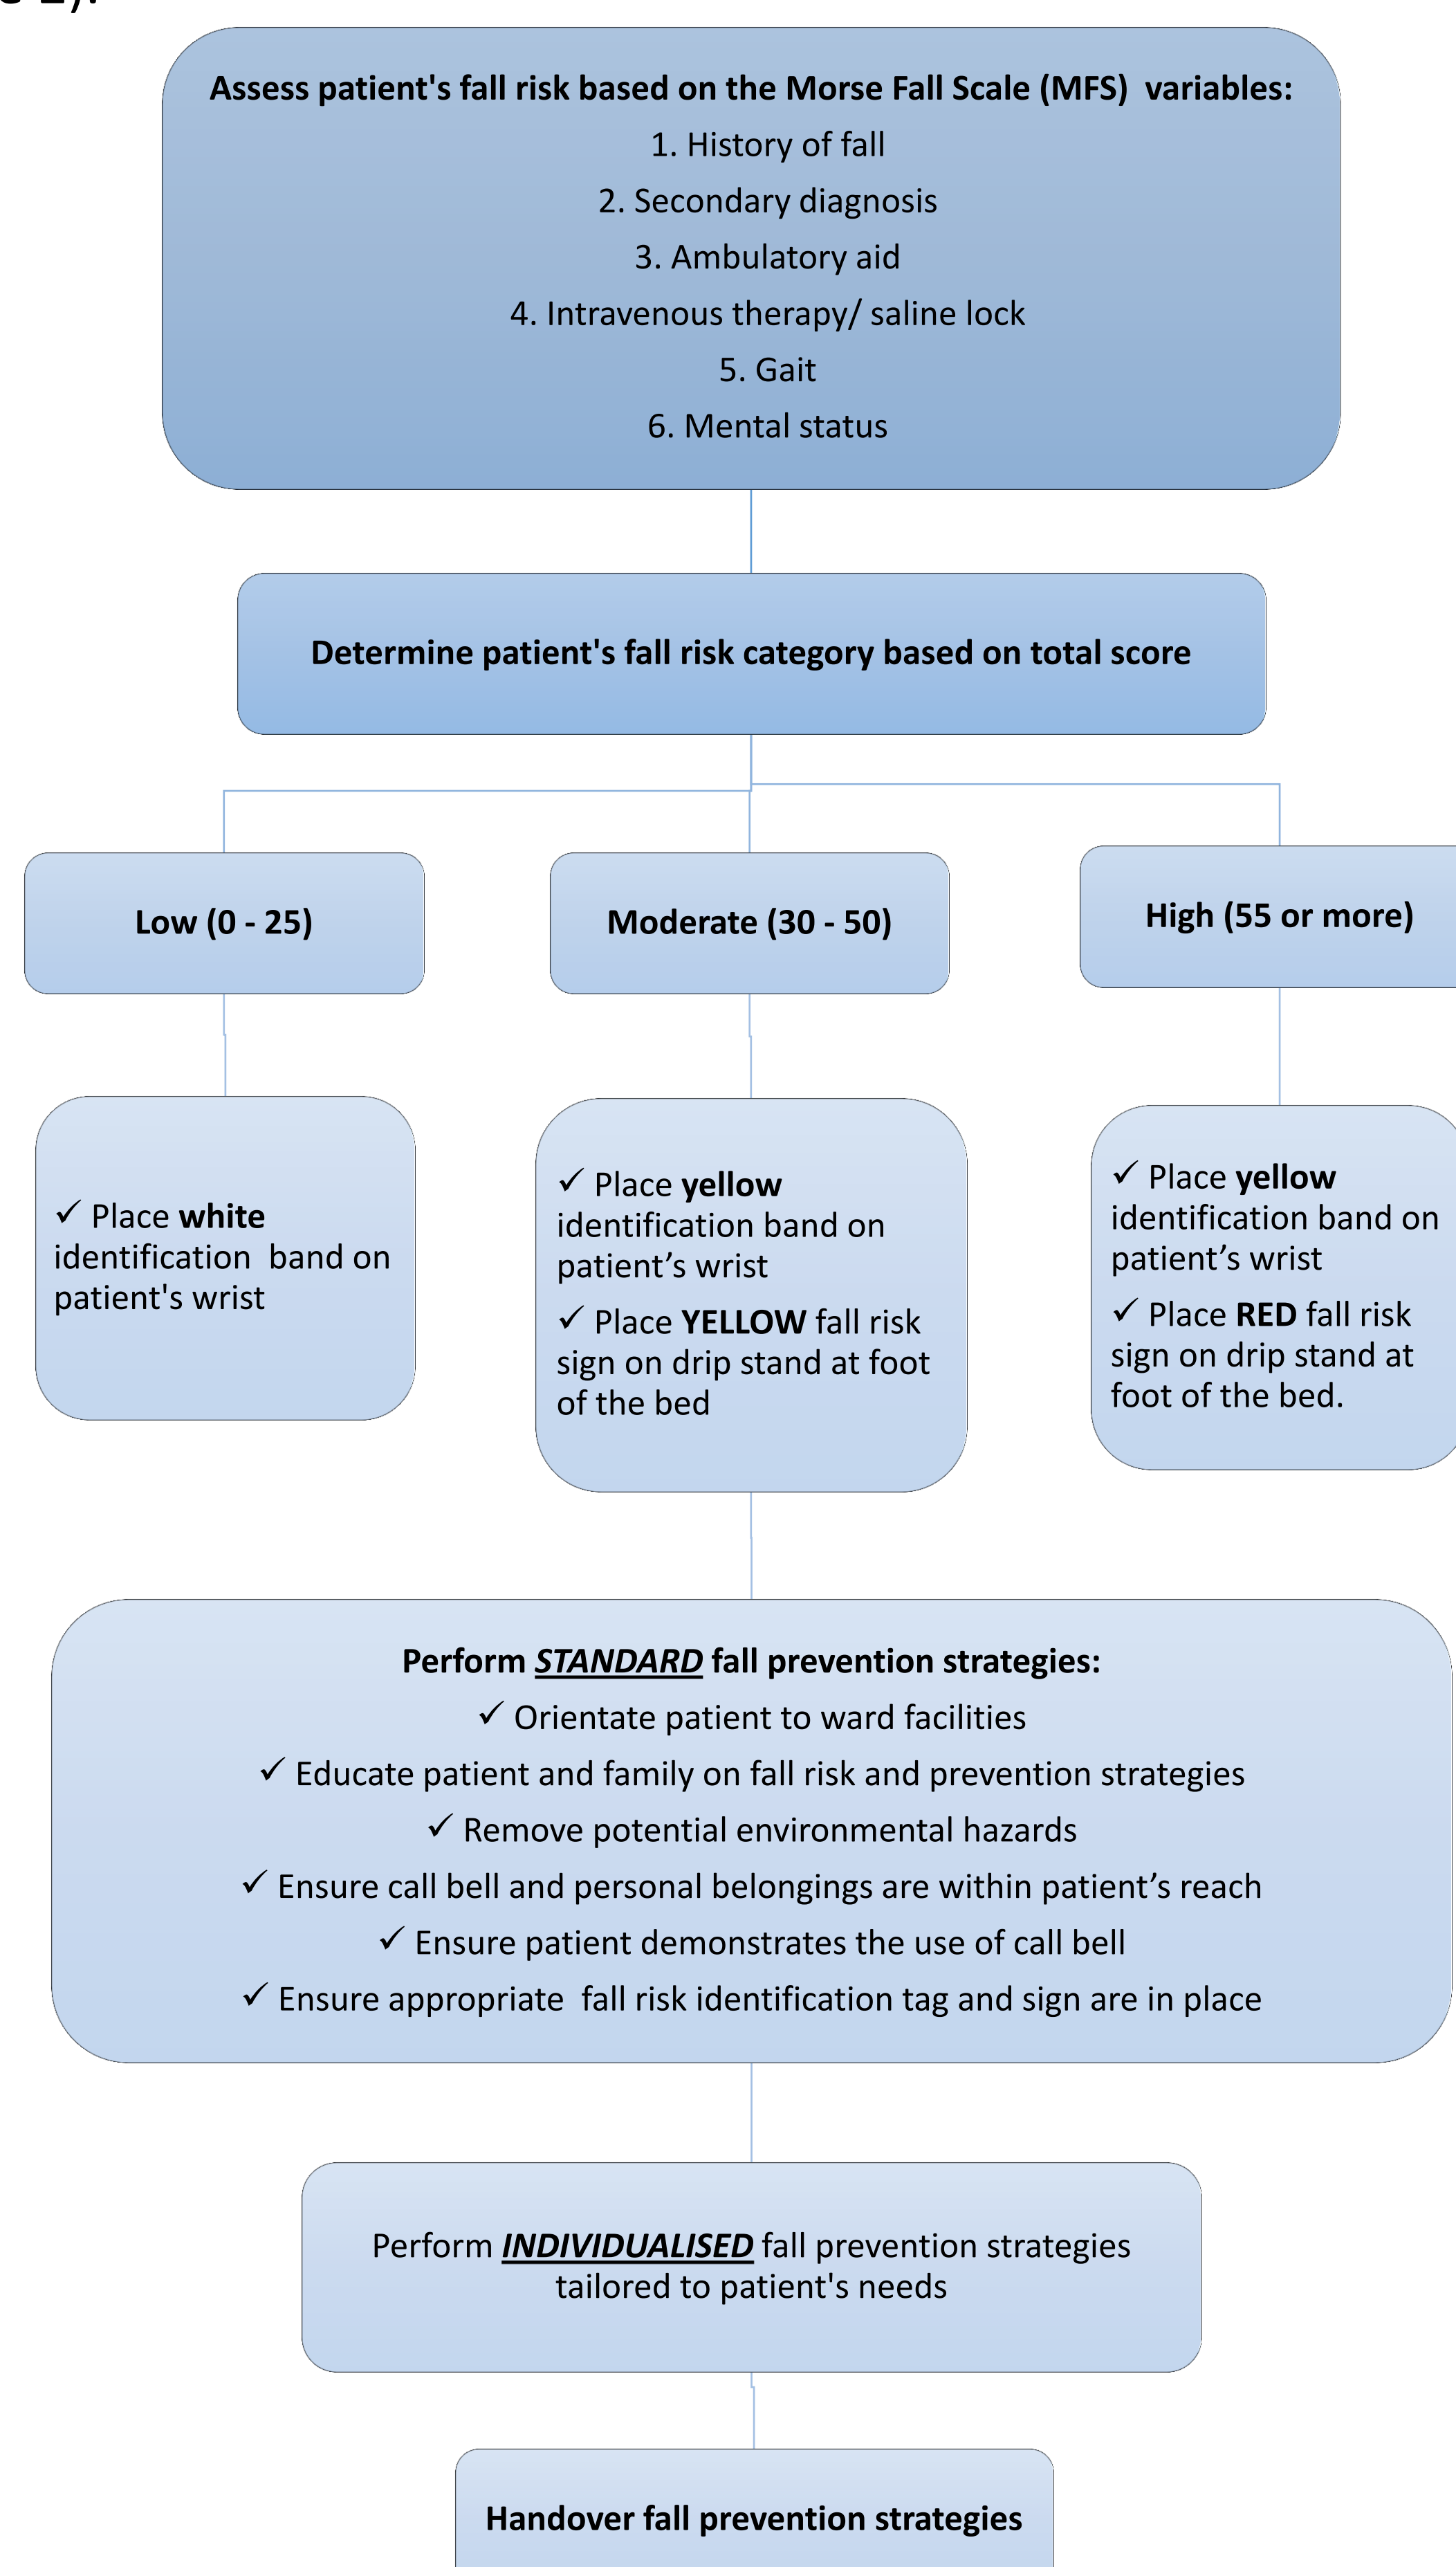 Assess patient's fall risk based on the Morse Fall Scale (MFS)  variables:
1. History of fall
2. Secondary diagnosis
3. Ambulatory aid
4. Intravenous therapy/ saline lock
5. Gait
6. Mental status
Determine patient's fall risk category based on total score
Low (0 - 25)
Moderate (30 - 50)
High (55 or more)
✓ Place white
identification  band on
patient's wrist
✓ Place yellow
identification band on
patient’s wrist
✓ Place YELLOW fall risk
sign on drip stand at foot
of the bed
✓ Place yellow
identification band on
patient’s wrist
✓ Place RED fall risk
sign on drip stand at
foot of the bed.
Perform STANDARD fall prevention strategies:
✓ Orientate patient to ward facilities
✓ Educate patient and family on fall risk and prevention strategies
✓ Remove potential environmental hazards
✓ Ensure call bell and personal belongings are within patient’s reach
✓ Ensure patient demonstrates the use of call bell
✓ Ensure appropriate  fall risk identification tag and sign are in place
Perform INDIVIDUALISED fall prevention strategies
tailored to patient's needs
Handover fall prevention strategies